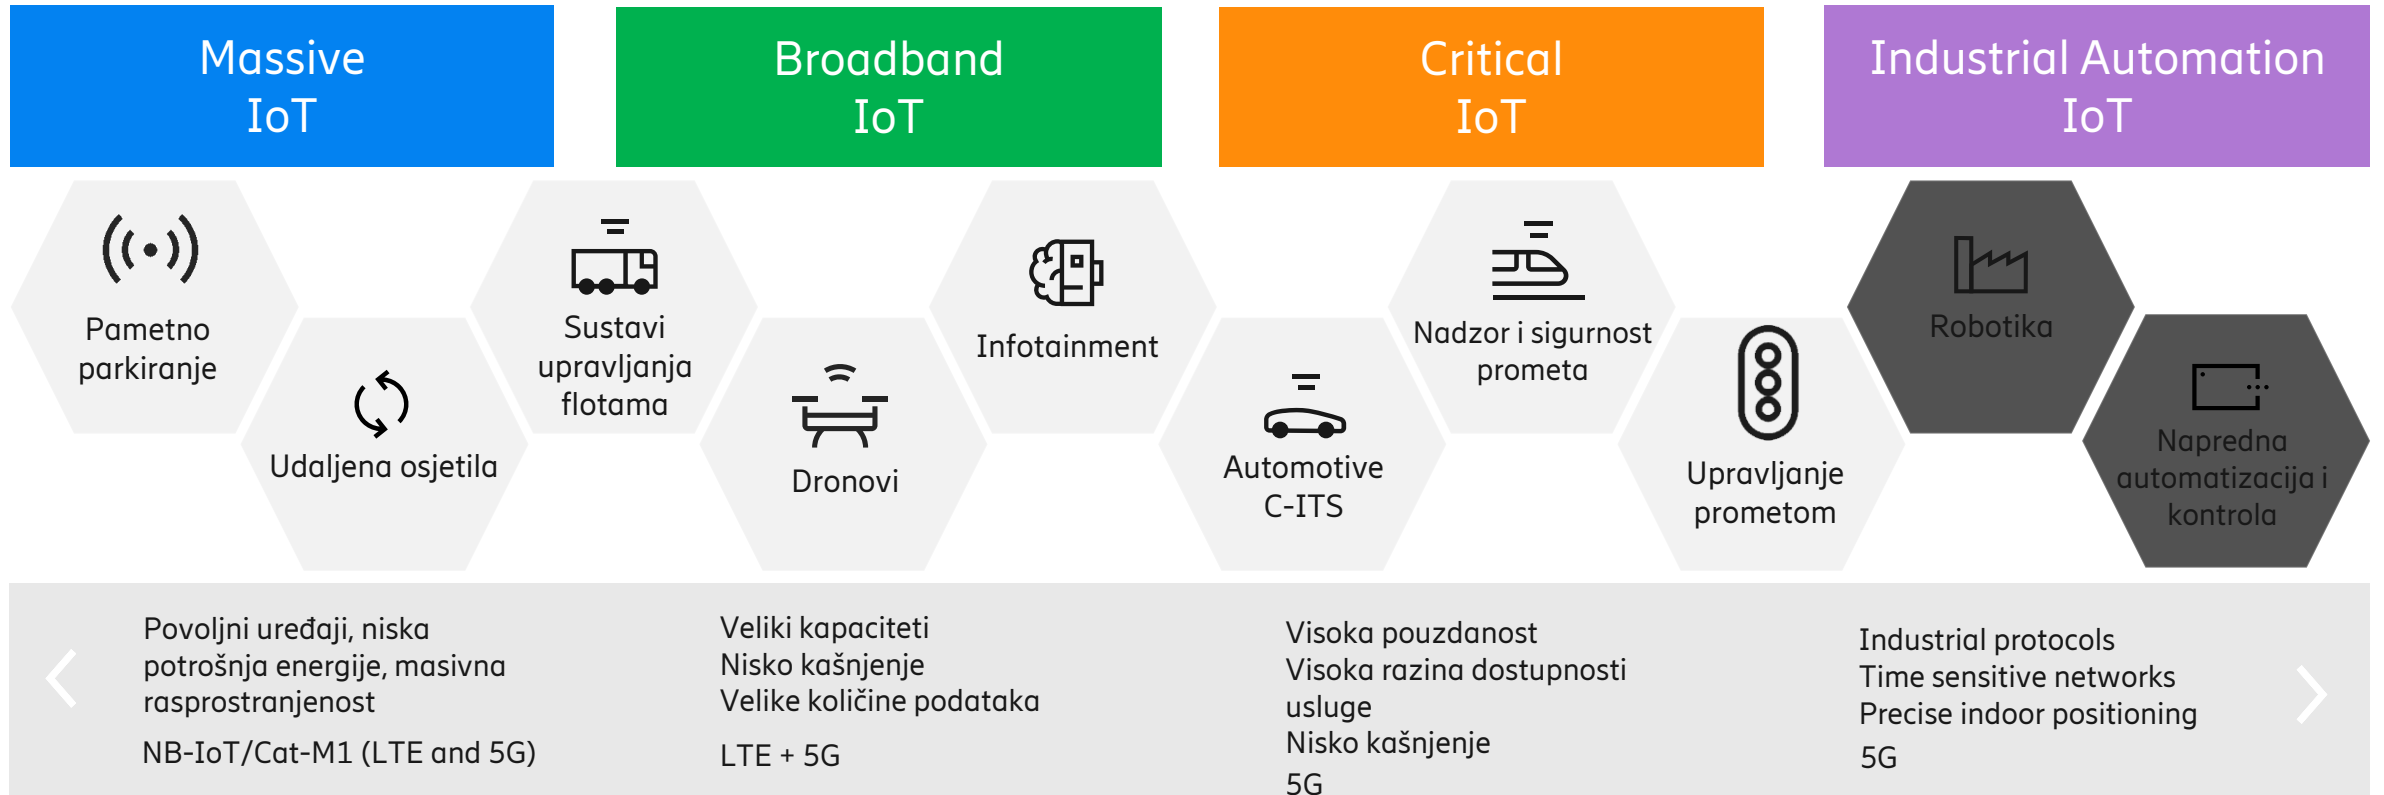 Massive
IoT
Broadband
IoT
Critical
IoT
Industrial Automation
IoT
Pametno
parkiranje
Udaljena osjetila
Sustavi
upravljanja
flotama
Dronovi
Infotainment
Automotive
C-ITS
Nadzor i sigurnost
prometa
Upravljanje
prometom
Robotika
Napredna
automatizacija i
kontrola
Povoljni uređaji, niska
potrošnja energije, masivna
rasprostranjenost
NB-IoT/Cat-M1 (LTE and 5G)
Veliki kapaciteti
Nisko kašnjenje
Velike količine podataka
LTE + 5G
Visoka pouzdanost
Visoka razina dostupnosti
usluge
Nisko kašnjenje
5G
Industrial protocols
Time sensitive networks
Precise indoor positioning
5G